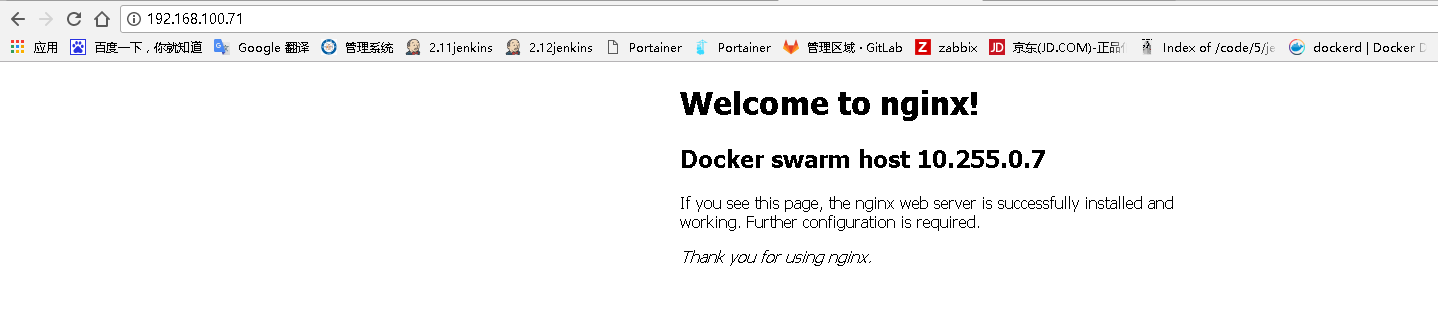 192.168.100.71
应用 百度一下，你就知道 Google 翻译 管理系统 2.11jenkins 2.12jenkins Portainer Portainer 管理区域 · GitLab Z zabbix JD 京东(JD.COM)-正品 Index of /code/5/je dockerd | Docker D
Welcome to nginx!
Docker swarm host 10.255.0.7
If you see this page, the nginx web server is successfully installed and
working. Further configuration is required.
Thank you for using nginx.